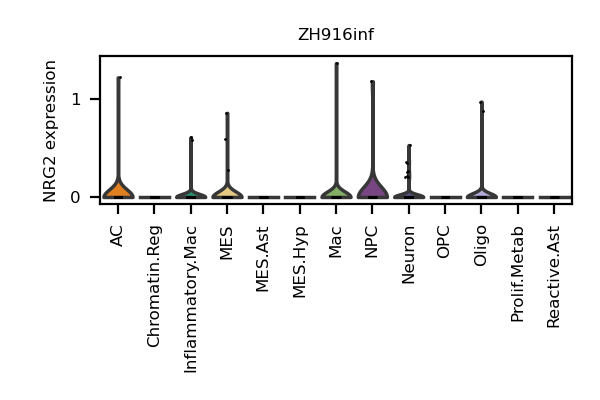 ZH916inf
NRG2 expression
1
0
AC
Chromatin.Reg
Inflammatory.Mac
MES
MES.Ast
MES.Hyp
Mac
NPC
Neuron
OPC
Oligo
Prolif.Metab
Reactive.Ast